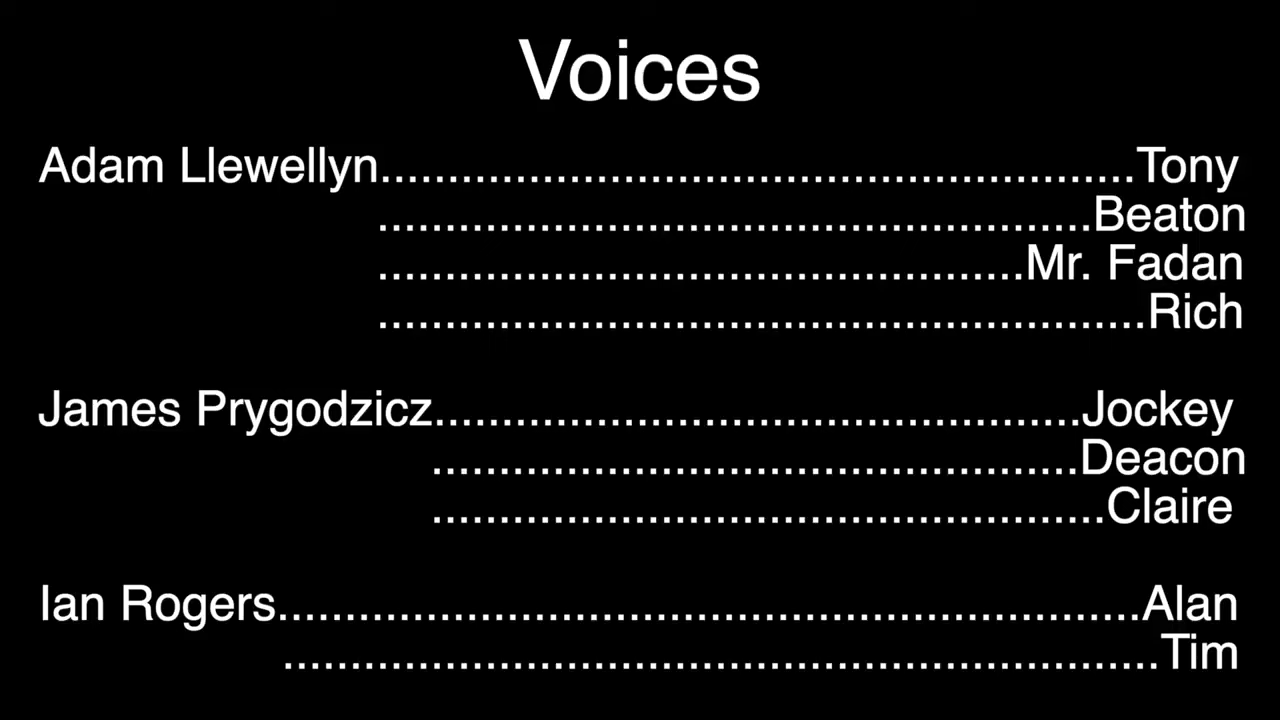 Voices
Adam Llewellyn........................................................Tony
.....................................................Beaton
................................................Mr. Fadan
.........................................................Rich
James Prygodzicz................................................Jockey
................................................Deacon
..................................................Claire
Ian Rogers................................................................Alan
.................................................................Tim